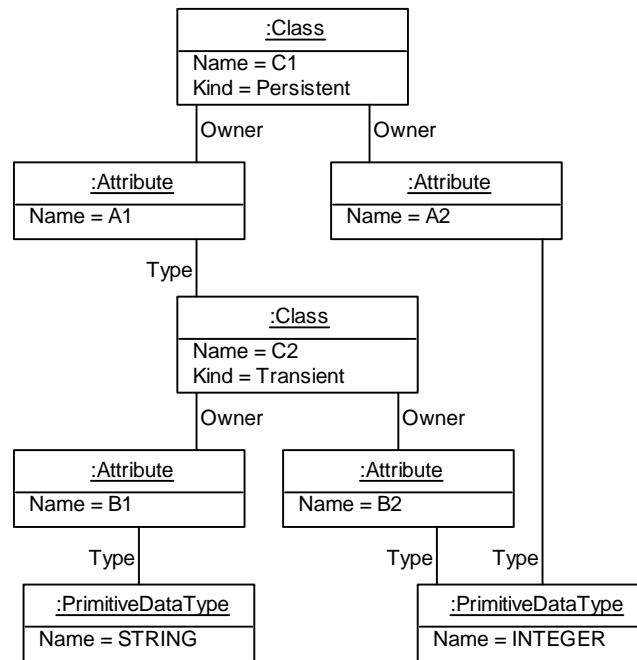 :Class
Name = C1
Kind = Persistent
Owner
Owner
:Attribute
Name = A1
:Attribute
Name = A2
Type
:Class
Name = C2
Kind = Transient
Owner
Owner
:Attribute
Name = B1
:Attribute
Name = B2
Type
Type
Type
:PrimitiveDataType
Name = STRING
:PrimitiveDataType
Name = INTEGER